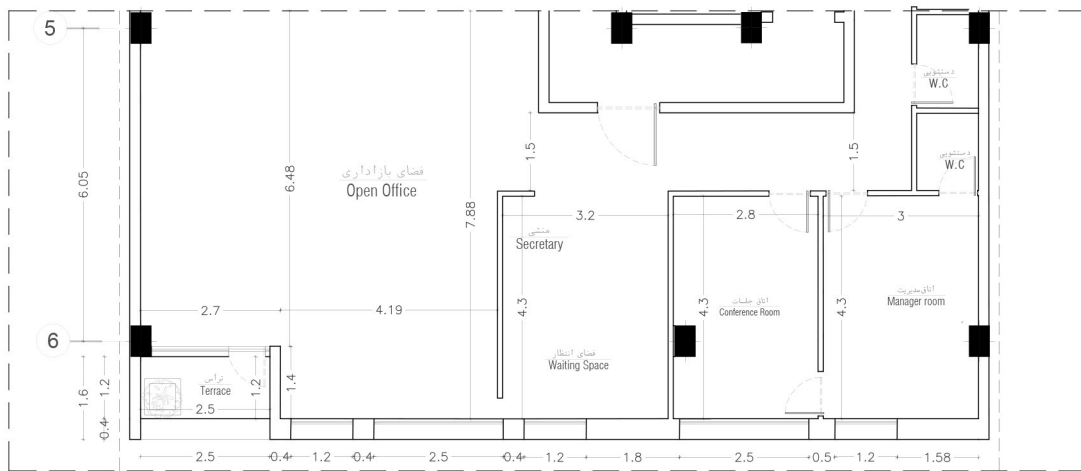 5
دستشویی
W.C
6.05
6.48
7.88
1.5
1.5
فضای بازاداری
Open Office
دستشویی
W.C
3.2
2.8
3
منشی
Secretary
4.3
4.3
4.3
اتاق مدیریت
Manager room
اتاق جلسات
Conference Room
2.7
4.19
6
فضای انتظار
Waiting Space
تراس
Terrace
1.6
1.2
0.4
1.2
1.4
2.5
2.5
0.4
1.2
0.4
2.5
0.4
1.2
1.8
2.5
0.5
1.2
1.58